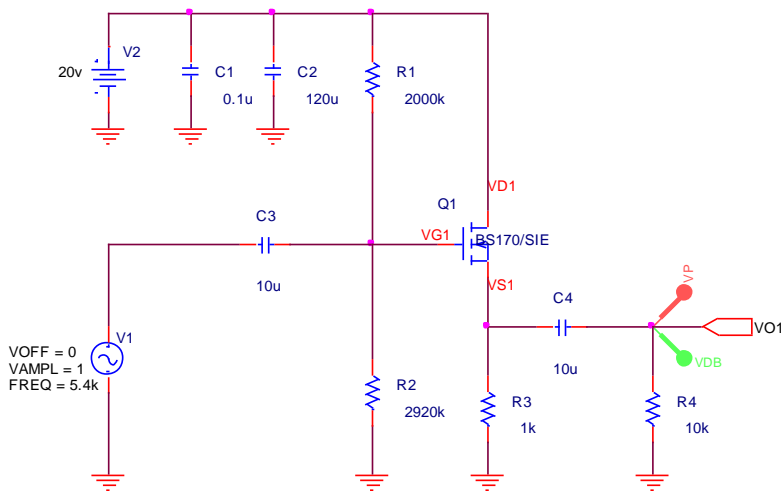 V2
20v
C1
0.1u
C2
120u
R1
2000k
VD1
Q1
VG1
BS170/SIE
VS1
C3
10u
C4
10u
VP
VO1
VDB
V1
VOFF = 0
VAMPL = 1
FREQ = 5.4k
R2
2920k
R3
1k
R4
10k